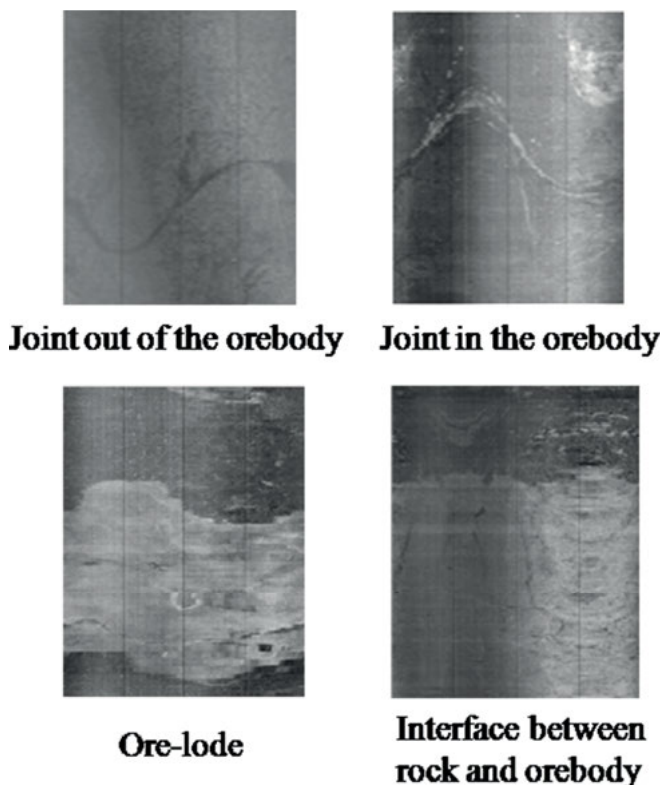 Joint out of the orebody
Joint in the orebody
Ore-lode
Interface between
rock and orebody